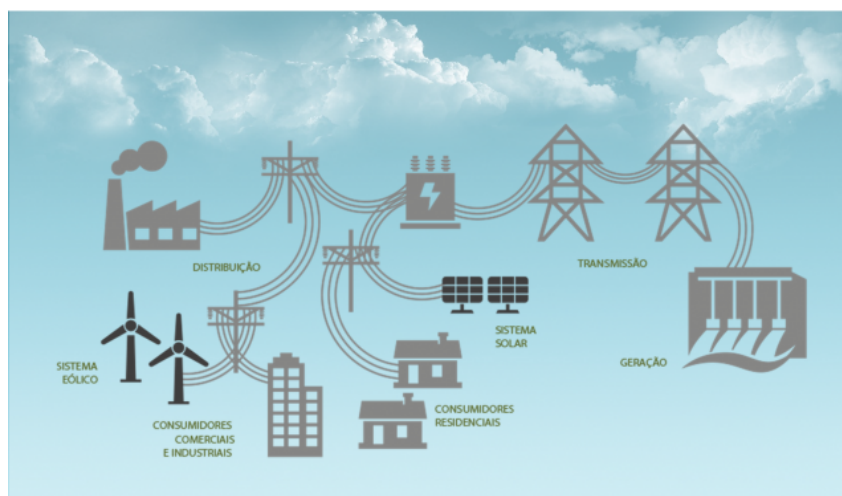 DISTRIBUIÇÃO
TRANSMISSÃO
SISTEMA
SOLAR
GERAÇÃO
SISTEMA
EÓLICO
CONSUMIDORES
RESIDENCIAIS
CONSUMIDORES
COMERCIAIS
E INDUSTRIAIS